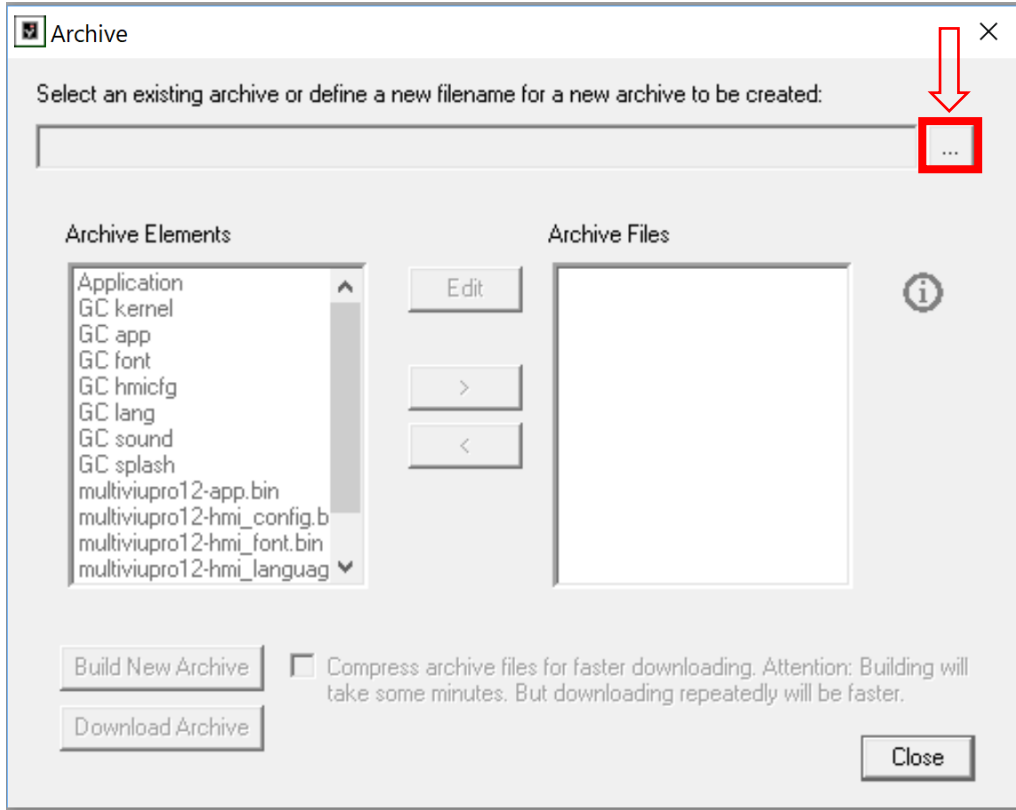 Archive
Select an existing archive or define a new filename for a new archive to be created:
...
Archive Elements
Archive Files
Application
GC kernel
GC app
GC font
GC hmicfg
GC lang
GC sound
GC splash
multiviupro12-app.bin
multiviupro12-hmi_config.b
multiviupro12-hmi_font.bin
multiviupro12-hmi_languag
Edit
>
<
Build New Archive
Compress archive files for faster downloading. Attention: Building will
take some minutes. But downloading repeatedly will be faster.
Download Archive
Close